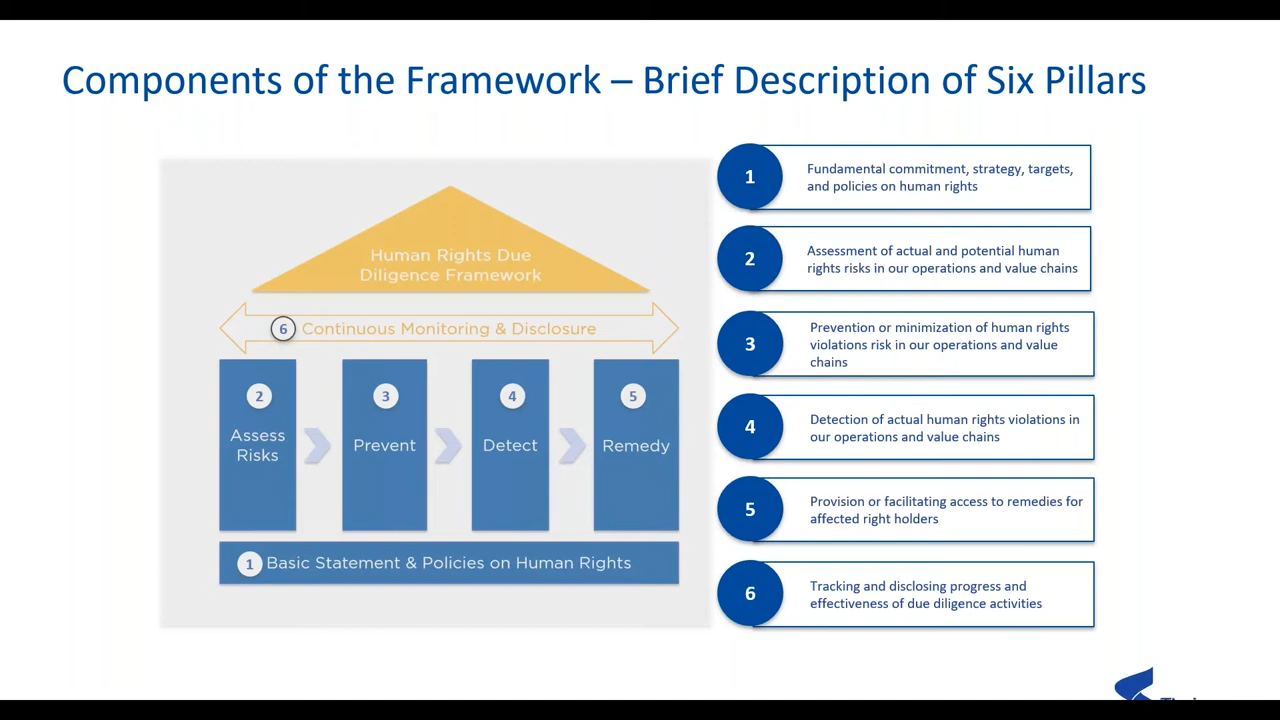 Components of the Framework – Brief Description of Six Pillars
Human Rights Due
Diligence Framework
6 Continuous Monitoring & Disclosure
2
Assess
Risks
3
Prevent
4
Detect
5
Remedy
1 Basic Statement & Policies on Human Rights
1
Fundamental commitment, strategy, targets,
and policies on human rights
2
Assessment of actual and potential human
rights risks in our operations and value chains
3
Prevention or minimization of human rights
violations risk in our operations and value
chains
4
Detection of actual human rights violations in
our operations and value chains
5
Provision or facilitating access to remedies for
affected right holders
6
Tracking and disclosing progress and
effectiveness of due diligence activities